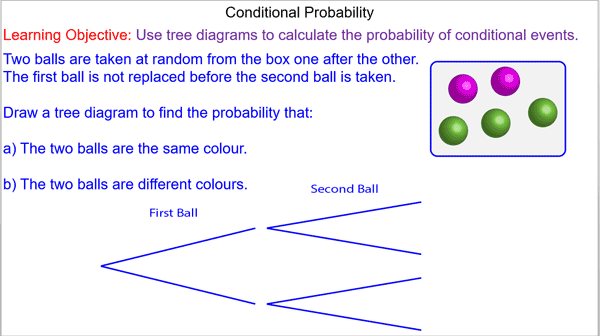 Conditional Probability
Learning Objective: Use tree diagrams to calculate the probability of conditional events.
Two balls are taken at random from the box one after the other.
The first ball is not replaced before the second ball is taken.
Draw a tree diagram to find the probability that:
a) The two balls are the same colour.
b) The two balls are different colours.
Second Ball
First Ball